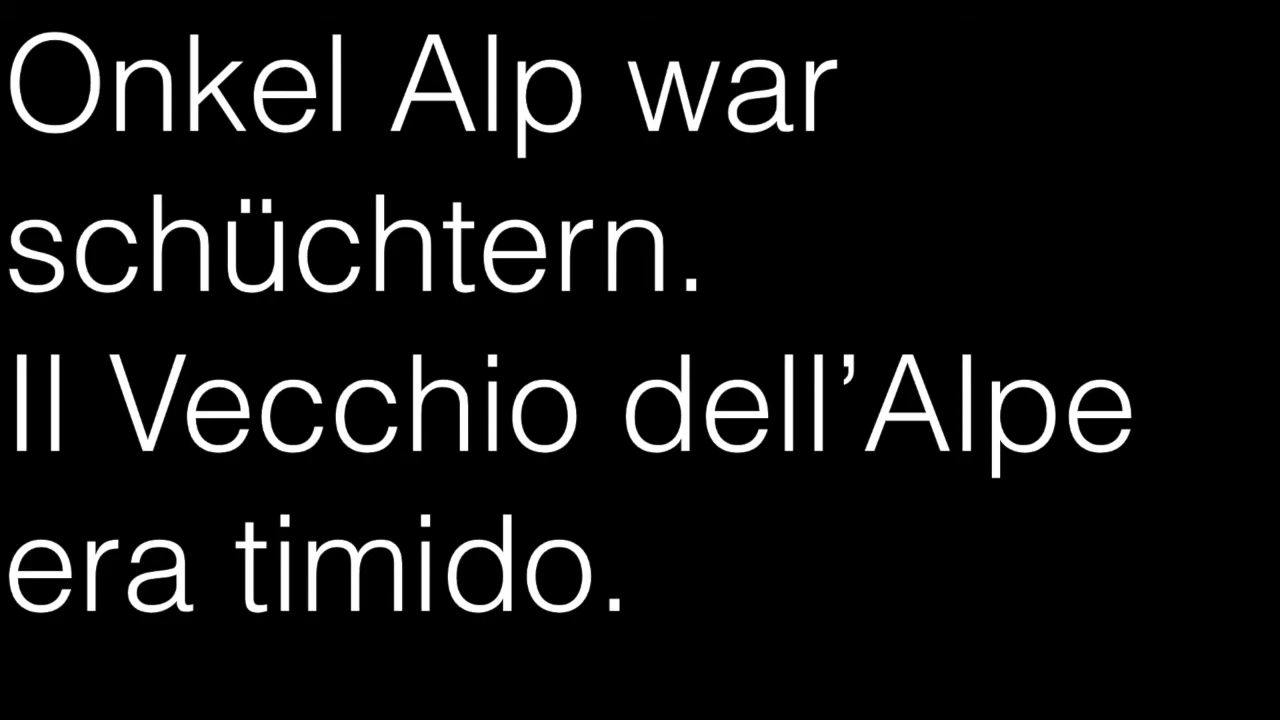 Onkel Alp war
schüchtern.
Il Vecchio dell’Alpe
era timido.